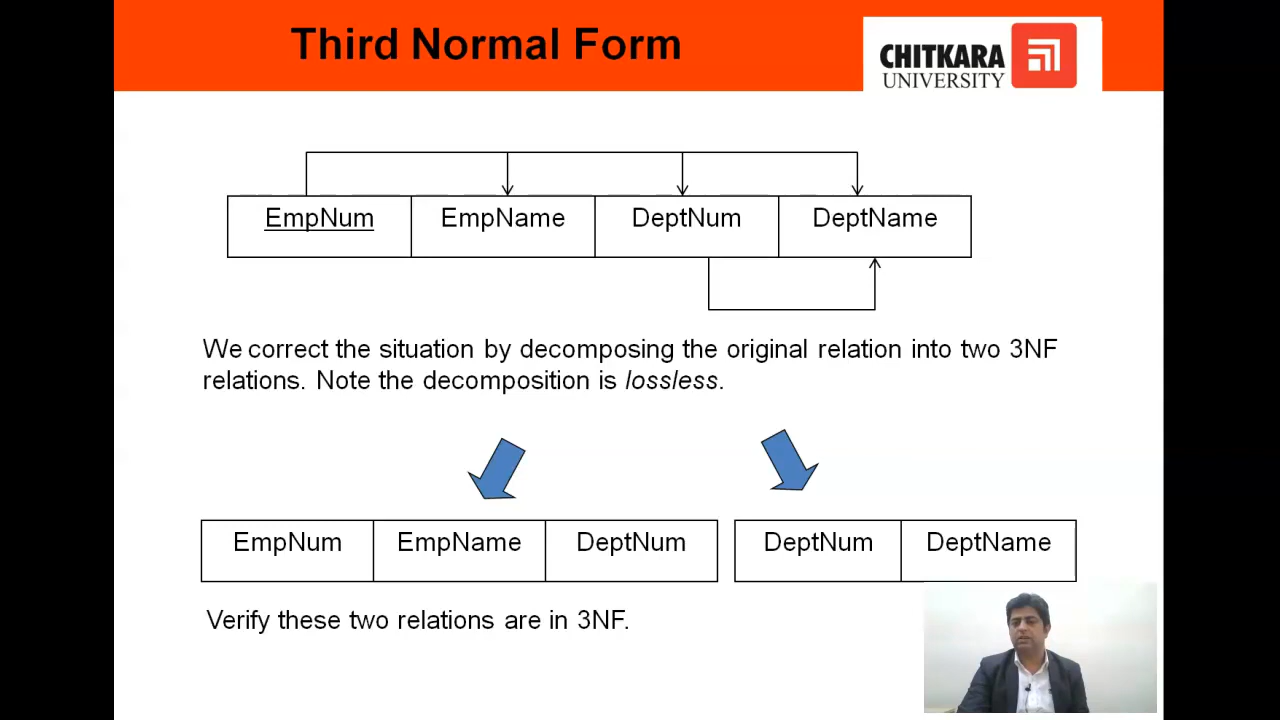 Third Normal Form
CHITKARA
UNIVERSITY
EmpNum EmpName DeptNum DeptName
We correct the situation by decomposing the original relation into two 3NF
relations. Note the decomposition is lossless.
EmpNum EmpName DeptNum DeptNum DeptName
Verify these two relations are in 3NF.